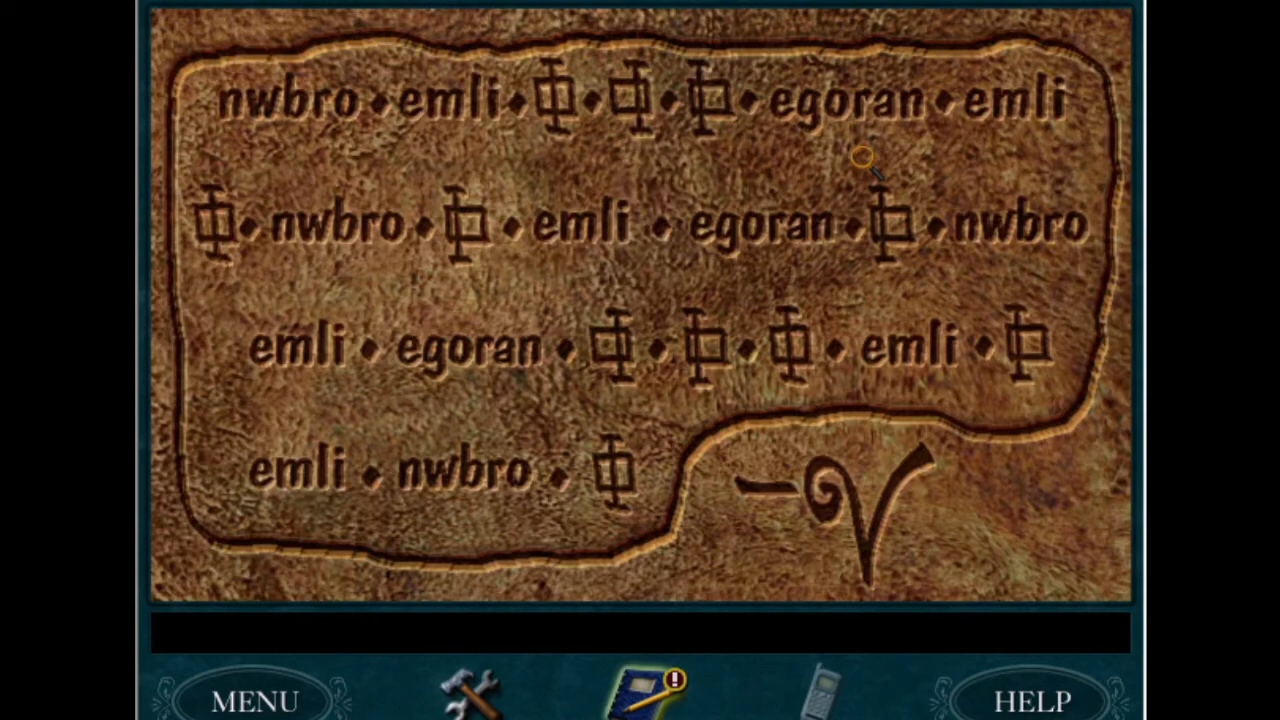 nwbro • emli • • • • egoran • emli
• nwbro • • emli • egoran • • nwbro
emli • egoran • • • • emli •
emli • nwbro •
MENU HELP